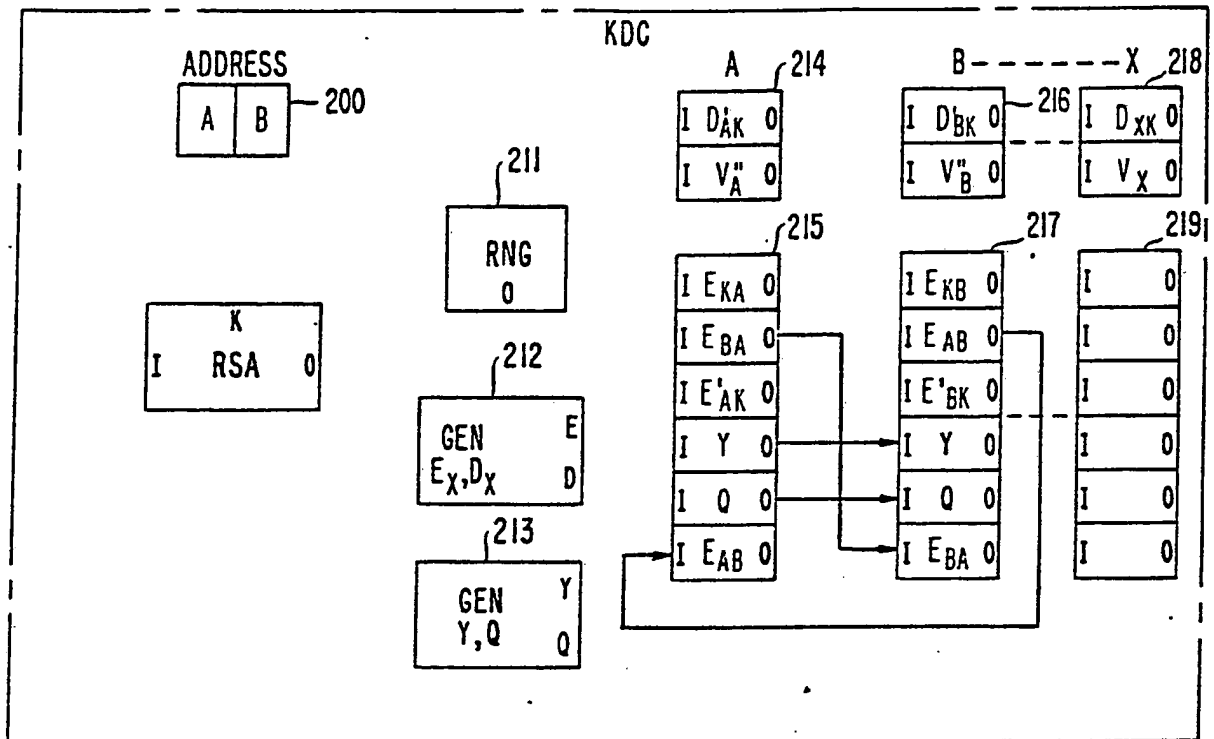 KDC
ADDRESS
A B
200
A
214
B ------ X
218
I D'AK O
I V"A O
216
I D'BK O
I V"B O
I DXK O
I VX O
211
RNG
O
K
I RSA O
212
GEN E
EX,DX D
213
GEN Y
Y,Q Q
215
I EKA O
I EBA O
I E'AK O
I Y O
I Q O
I EAB O
217
I EKB O
I EAB O
I E'BK O
I Y O
I Q O
I EBA O
219
I O
I O
I O
I O
I O
I O